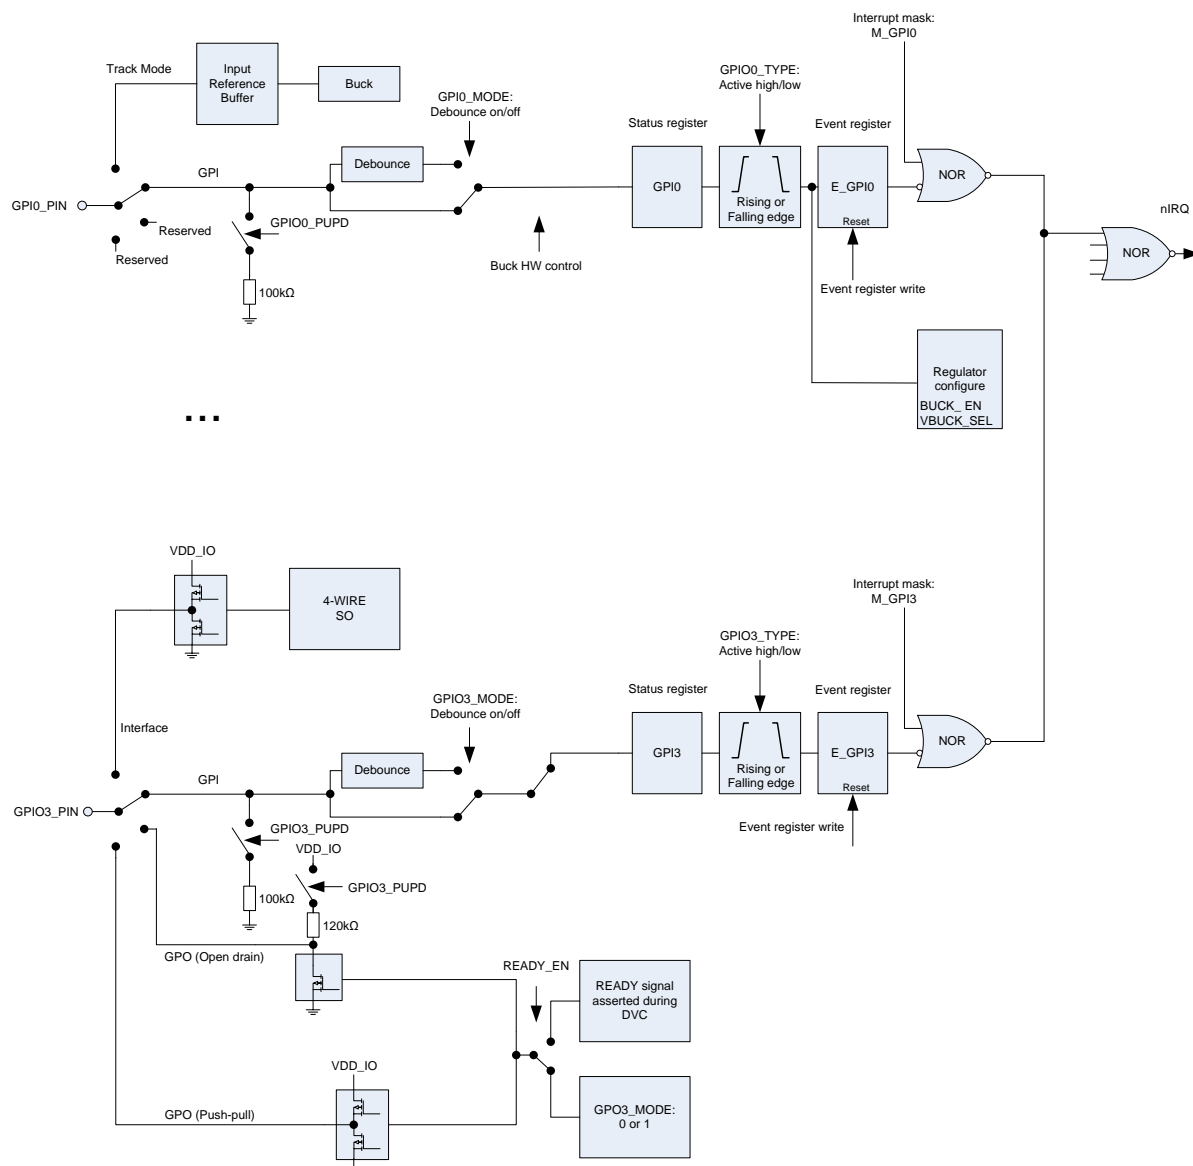 Interrupt mask:
M_GPI0
Track Mode
Input
Reference
Buffer
Buck
GPIO0_TYPE:
Active high/low
GPI0_MODE:
Debounce on/off
Status register
Event register
Debounce
GPI
GPI0
Rising or
Falling edge
E_GPI0
Reset
NOR
GPI0_PIN
Reserved
Reserved
GPIO0_PUPD
100kΩ
Buck HW control
Event register write
nIRQ
NOR
Regulator
configure
BUCK_ EN
VBUCK_SEL
...
VDD_IO
4-WIRE
SO
Interrupt mask:
M_GPI3
GPIO3_TYPE:
Active high/low
GPIO3_MODE:
Debounce on/off
Status register
Event register
Interface
Debounce
GPI
GPI3
Rising or
Falling edge
E_GPI3
Reset
NOR
GPIO3_PIN
GPIO3_PUPD
Event register write
VDD_IO
GPIO3_PUPD
100kΩ
120kΩ
GPO (Open drain)
READY_EN
READY signal
asserted during
DVC
VDD_IO
GPO (Push-pull)
GPO3_MODE:
0 or 1